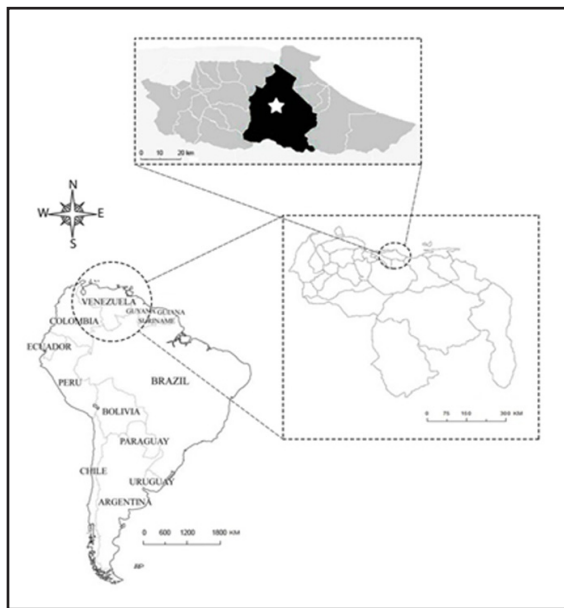 0 10 20 km
N
W E
S
VENEZUELA
GUYANA GUIANA
SURINAME
COLOMBIA
ECUADOR
PERU
BRAZIL
BOLIVIA
PARAGUAY
CHILE
URUGUAY
ARGENTINA
0 600 1200 1800 KM
0 75 150 300 KM